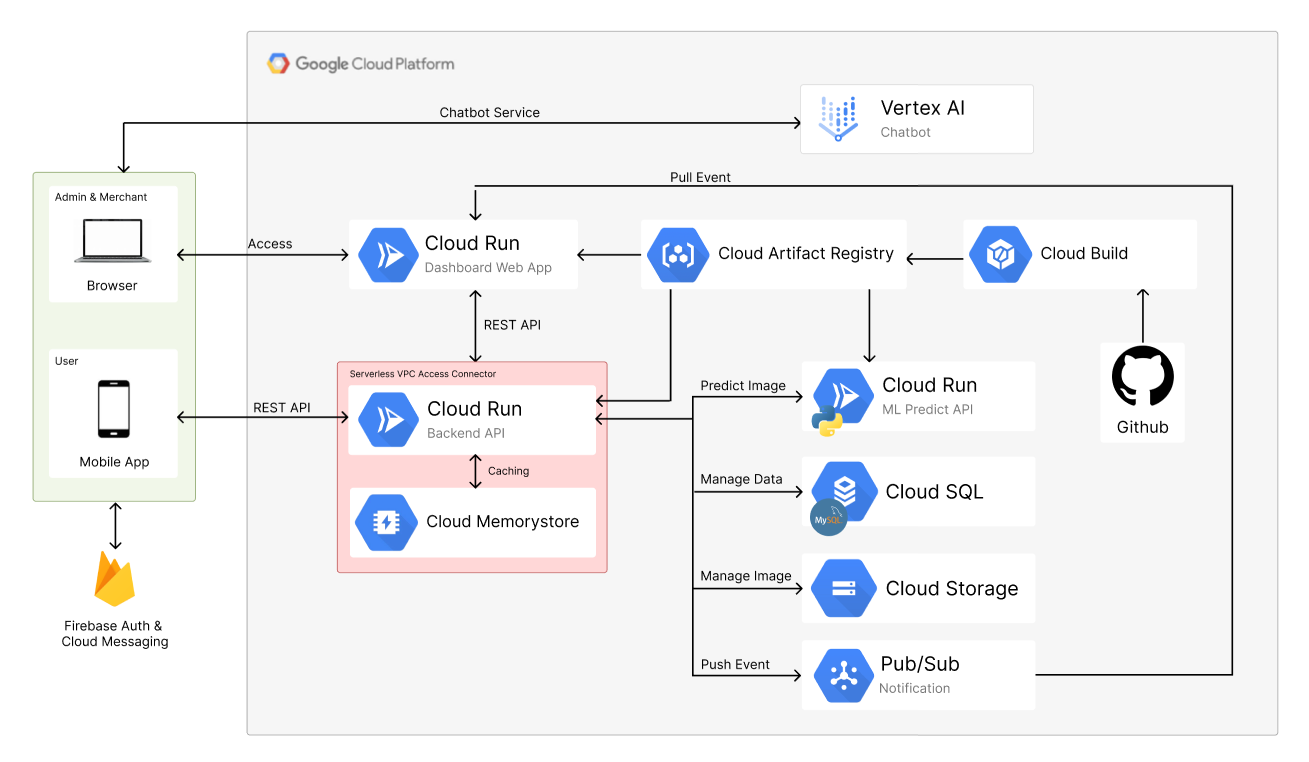 Google Cloud Platform
Chatbot Service
Vertex AI
Chatbot
Pull Event
Admin & Merchant
Browser
Access
Cloud Run
Dashboard Web App
Cloud Artifact Registry
Cloud Build
REST API
User
Mobile App
REST API
Serverless VPC Access Connector
Cloud Run
Backend API
Caching
Cloud Memorystore
Predict Image
Cloud Run
ML Predict API
Github
Manage Data
Cloud SQL
MySQL
Manage Image
Cloud Storage
Push Event
Pub/Sub
Notification
Firebase Auth &
Cloud Messaging